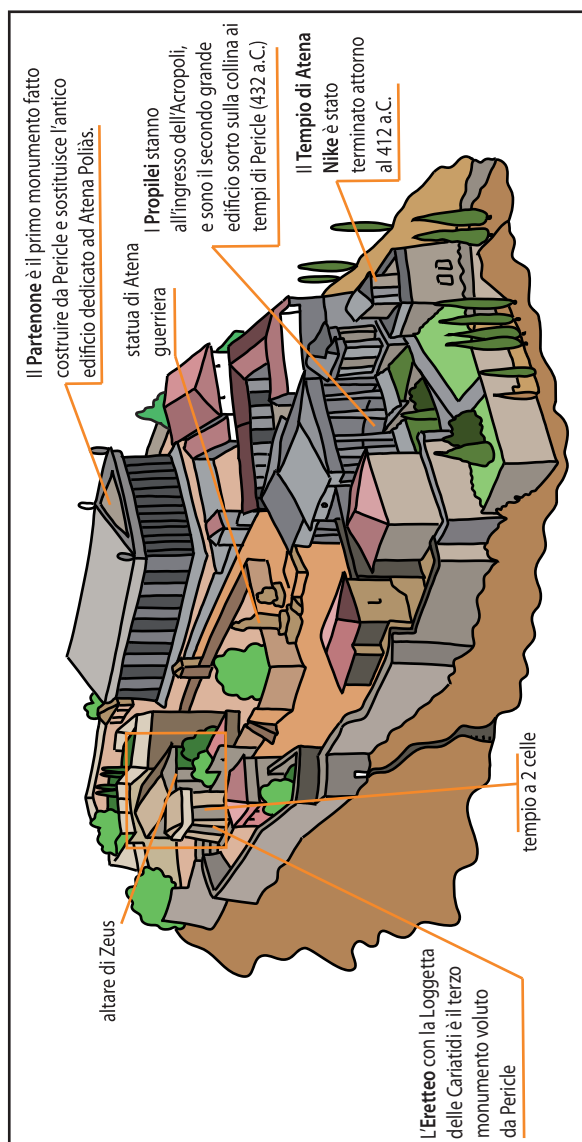 Il Partenone è il primo monumento fatto
costruire da Pericle e sostituisce l'antico
edificio dedicato ad Atena Poliàs.
statua di Atena
guerriera
I Propilei stanno
all'ingresso dell'Acropoli,
e sono il secondo grande
edificio sorto sulla collina ai
tempi di Pericle (432 a.C.)
Il Tempio di Atena
Nike è stato
terminato attorno
al 412 a.C.
altare di Zeus
tempio a 2 celle
L'Eretteo con la Loggetta
delle Cariatidi è il terzo
monumento voluto
da Pericle